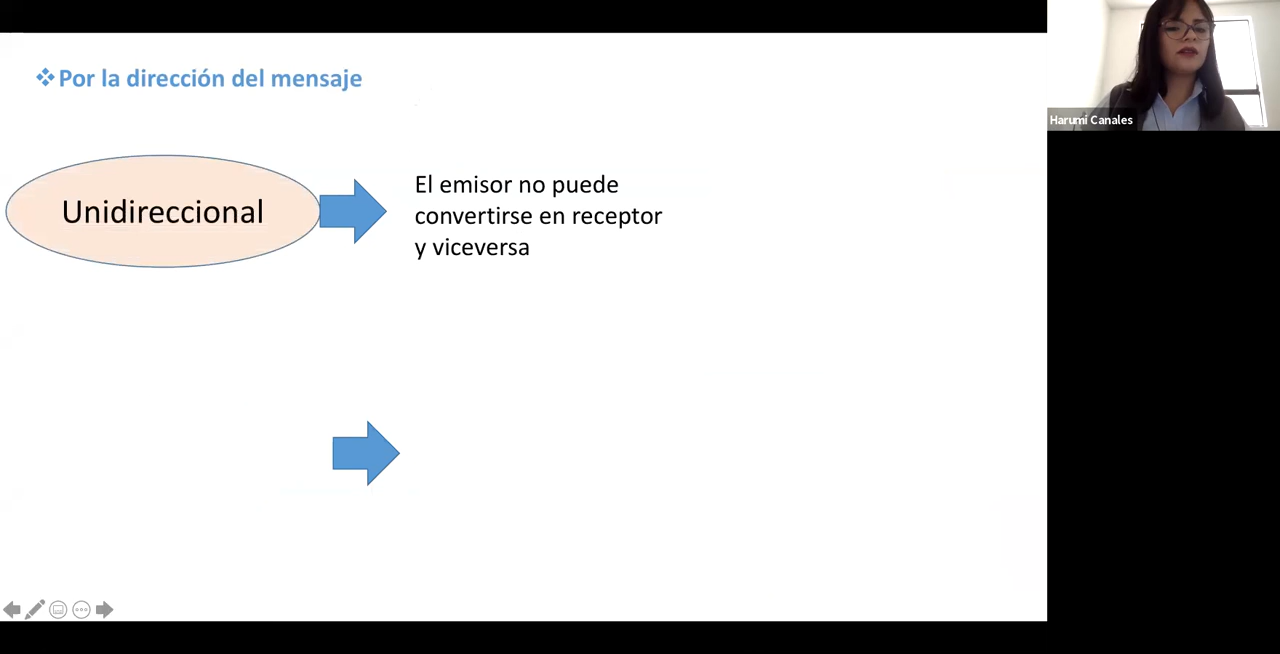 Por la dirección del mensaje
Unidireccional
El emisor no puede
convertirse en receptor
y viceversa
Harumi Canales